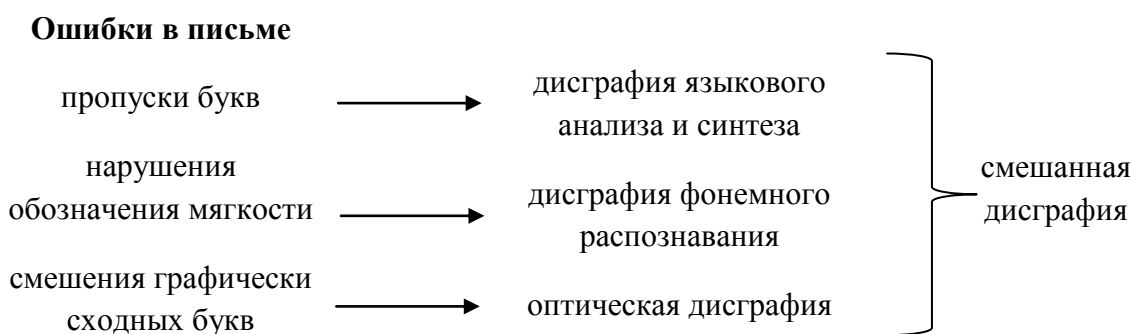 Ошибки в письме
пропуски букв
дисграфия языкового
анализа и синтеза
нарушения
обозначения мягкости
дисграфия фонемного
распознавания
смешения графически
сходных букв
оптическая дисграфия
смешанная
дисграфия